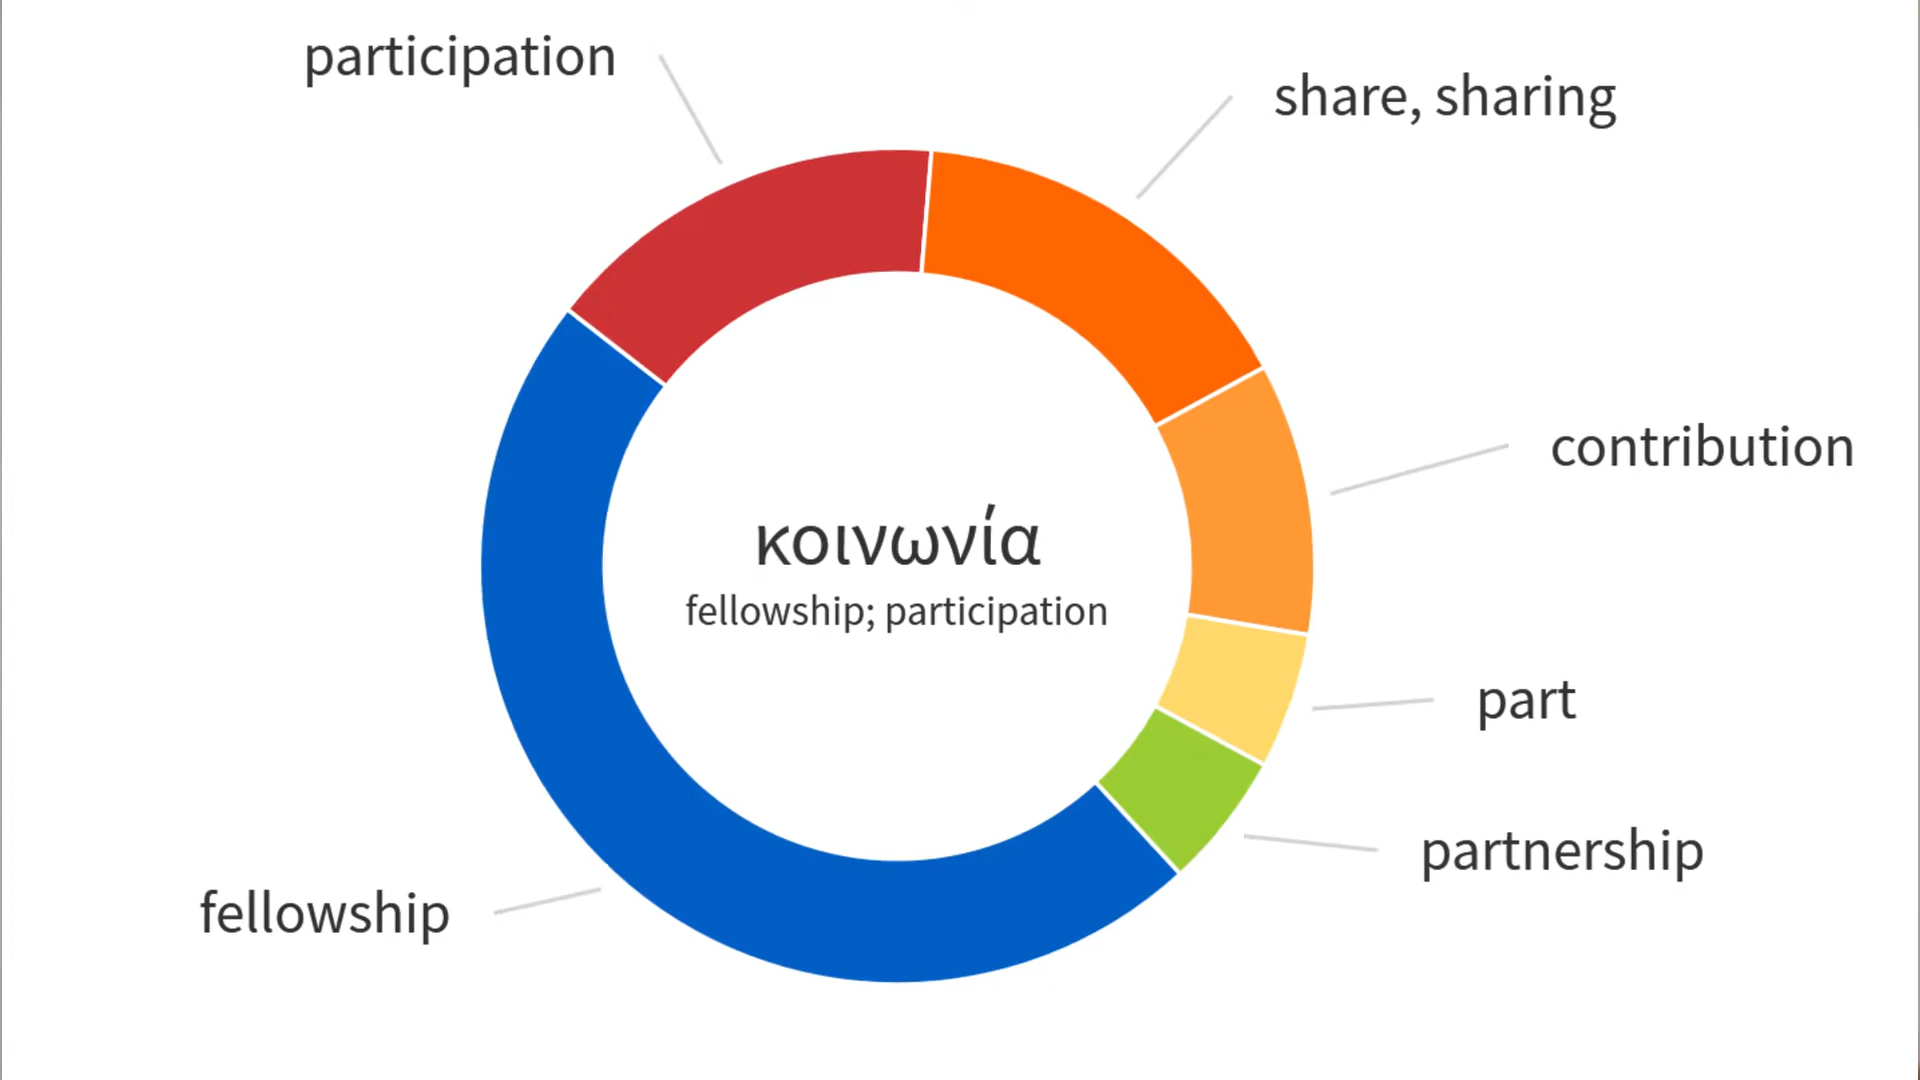 participation
share, sharing
contribution
κοινωνία
fellowship; participation
part
partnership
fellowship